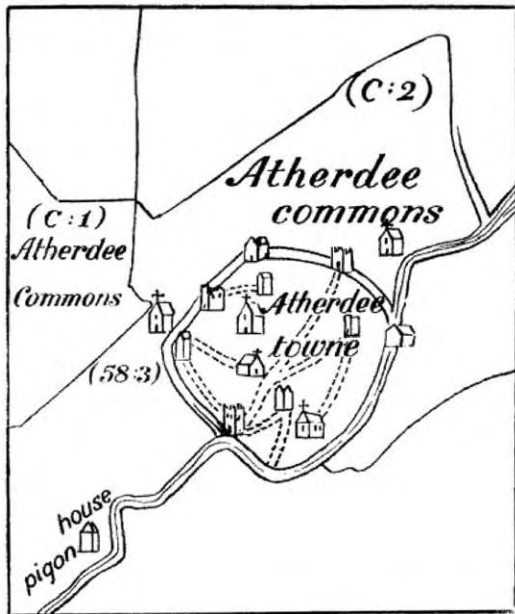 (C:2)
Atherdee
commons
(C:1)
Atherdee
Commons
Atherdee
towne
(58:3)
house
pigon